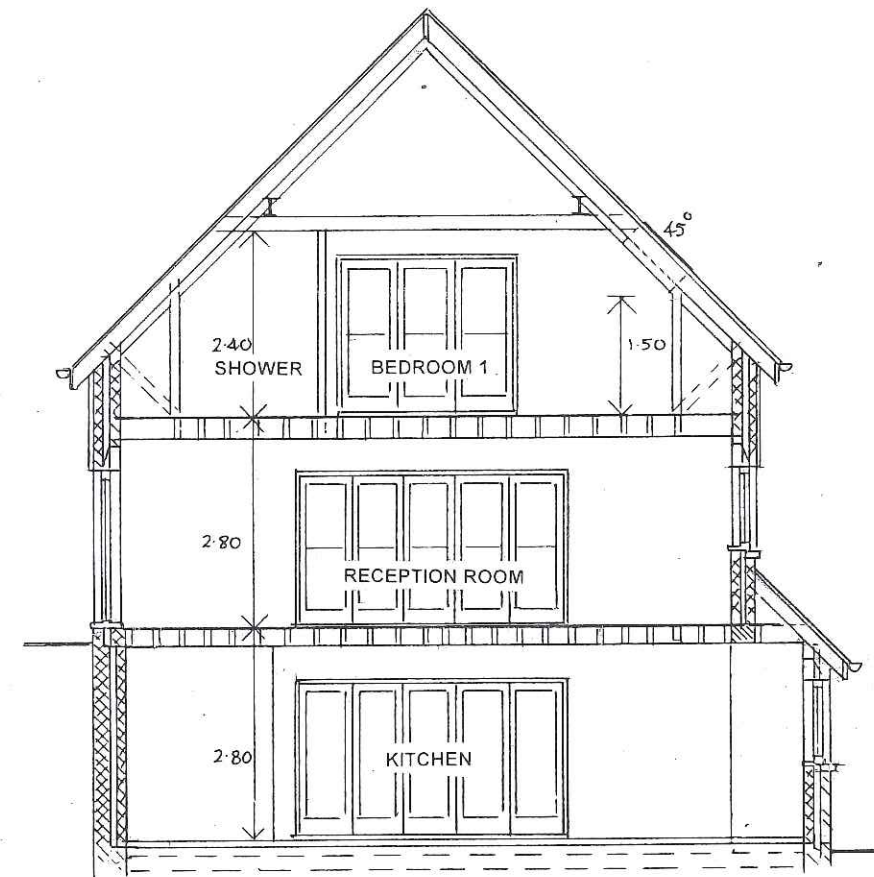 45°
2.40
1.50
SHOWER
BEDROOM 1
2.80
RECEPTION ROOM
2.80
KITCHEN